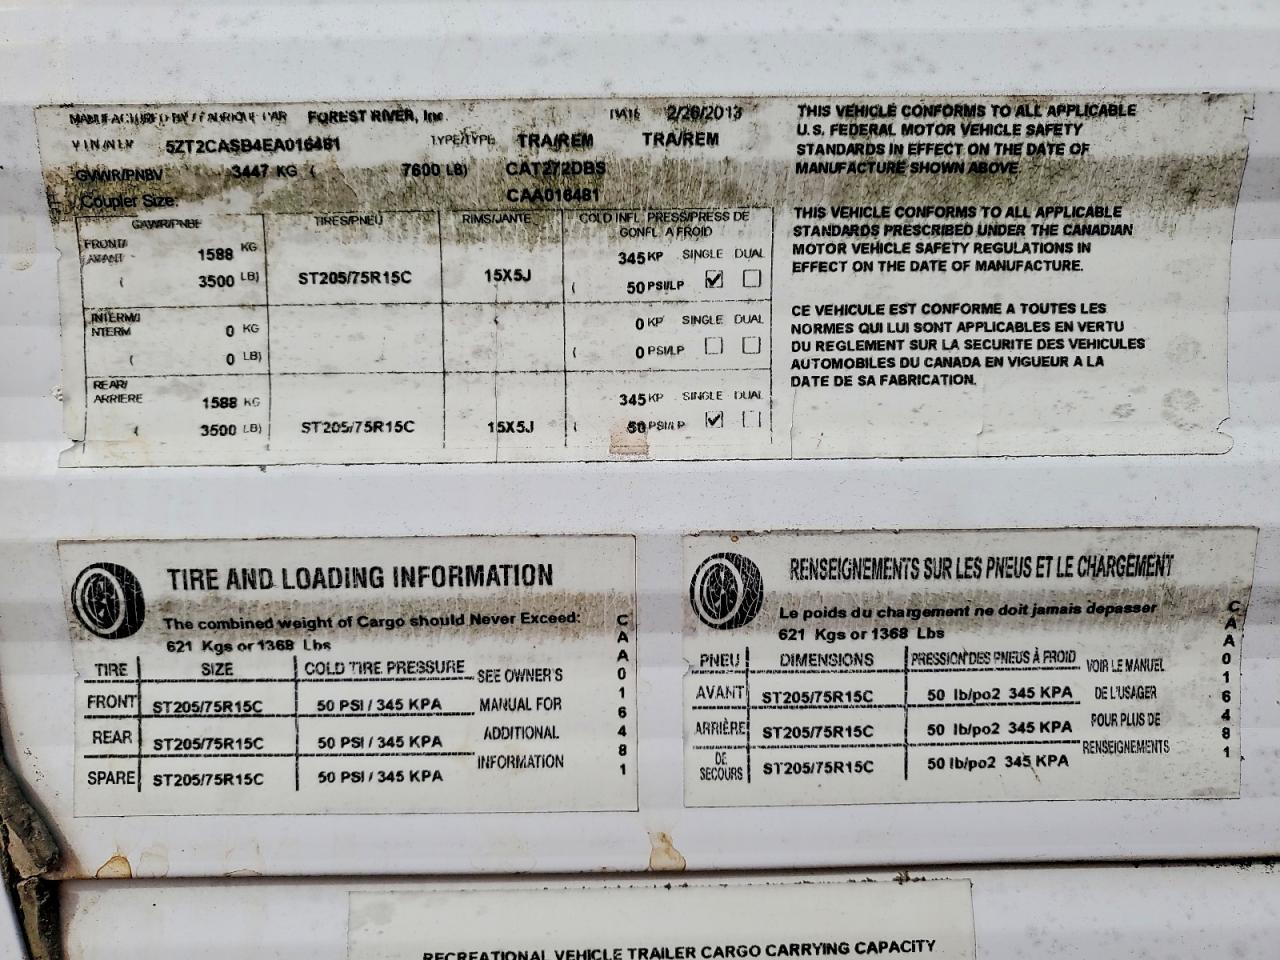 MANUFACTURED BY / FABRIQUE PAR FOREST RIVER, Inc DATE 2/26/2013
V I N / N I V 5ZT2CASB4EA016481 TYPE/TYPE TRA/REM TRA/REM
GVWR/PNBV 3447 KG ( 7600 LB) CAT272DBS
Coupler Size: CAA016481
GAWR/PNBE TIRES/PNEU RIMS/JANTE COLD INFL PRESS/PRESS DE GONFL A FROID
FRONT/ AVANT 1588 KG 345 KP SINGLE DUAL
( 3500 LB) ST205/75R15C 15X5J ( 50 PSI/LP
INTERM/ NTERM 0 KG 0 KP SINGLE DUAL
( 0 LB) ( 0 PSI/LP
REAR/ ARRIERE 1588 KG 345 KP SINGLE DUAL
( 3500 LB) ST205/75R15C 15X5J ( 50 PSI/LP
THIS VEHICLE CONFORMS TO ALL APPLICABLE
U.S. FEDERAL MOTOR VEHICLE SAFETY
STANDARDS IN EFFECT ON THE DATE OF
MANUFACTURE SHOWN ABOVE.
THIS VEHICLE CONFORMS TO ALL APPLICABLE
STANDARDS PRESCRIBED UNDER THE CANADIAN
MOTOR VEHICLE SAFETY REGULATIONS IN
EFFECT ON THE DATE OF MANUFACTURE.
CE VEHICULE EST CONFORME A TOUTES LES
NORMES QUI LUI SONT APPLICABLES EN VERTU
DU REGLEMENT SUR LA SECURITE DES VEHICULES
AUTOMOBILES DU CANADA EN VIGUEUR A LA
DATE DE SA FABRICATION.
TIRE AND LOADING INFORMATION
The combined weight of Cargo should Never Exceed:
621 Kgs or 1368 Lbs
TIRE SIZE COLD TIRE PRESSURE
FRONT ST205/75R15C 50 PSI / 345 KPA
REAR ST205/75R15C 50 PSI / 345 KPA
SPARE ST205/75R15C 50 PSI / 345 KPA
SEE OWNER'S
MANUAL FOR
ADDITIONAL
INFORMATION
CAA016481
RENSEIGNEMENTS SUR LES PNEUS ET LE CHARGEMENT
Le poids du chargement ne doit jamais depasser
621 Kgs or 1368 Lbs
PNEU DIMENSIONS PRESSION DES PNEUS À FROID
AVANT ST205/75R15C 50 lb/po2 345 KPA
ARRIÈRE ST205/75R15C 50 lb/po2 345 KPA
DE SECOURS ST205/75R15C 50 lb/po2 345 KPA
VOIR LE MANUEL
DE L'USAGER
POUR PLUS DE
RENSEIGNEMENTS
CAA016481
RECREATIONAL VEHICLE TRAILER CARGO CARRYING CAPACITY